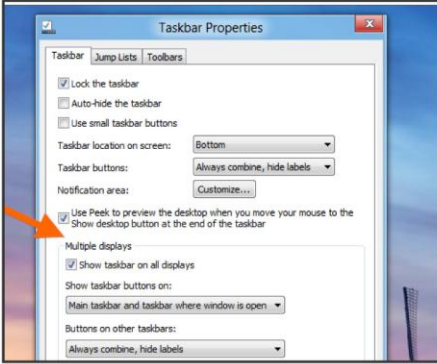 Taskbar Properties
Taskbar Jump Lists Toolbars
Lock the taskbar
Auto-hide the taskbar
Use small taskbar buttons
Taskbar location on screen: Bottom
Taskbar buttons: Always combine, hide labels
Notification area: Customize...
Use Peek to preview the desktop when you move your mouse to the
Show desktop button at the end of the taskbar
Multiple displays
Show taskbar on all displays
Show taskbar buttons on:
Main taskbar and taskbar where window is open
Buttons on other taskbars:
Always combine, hide labels